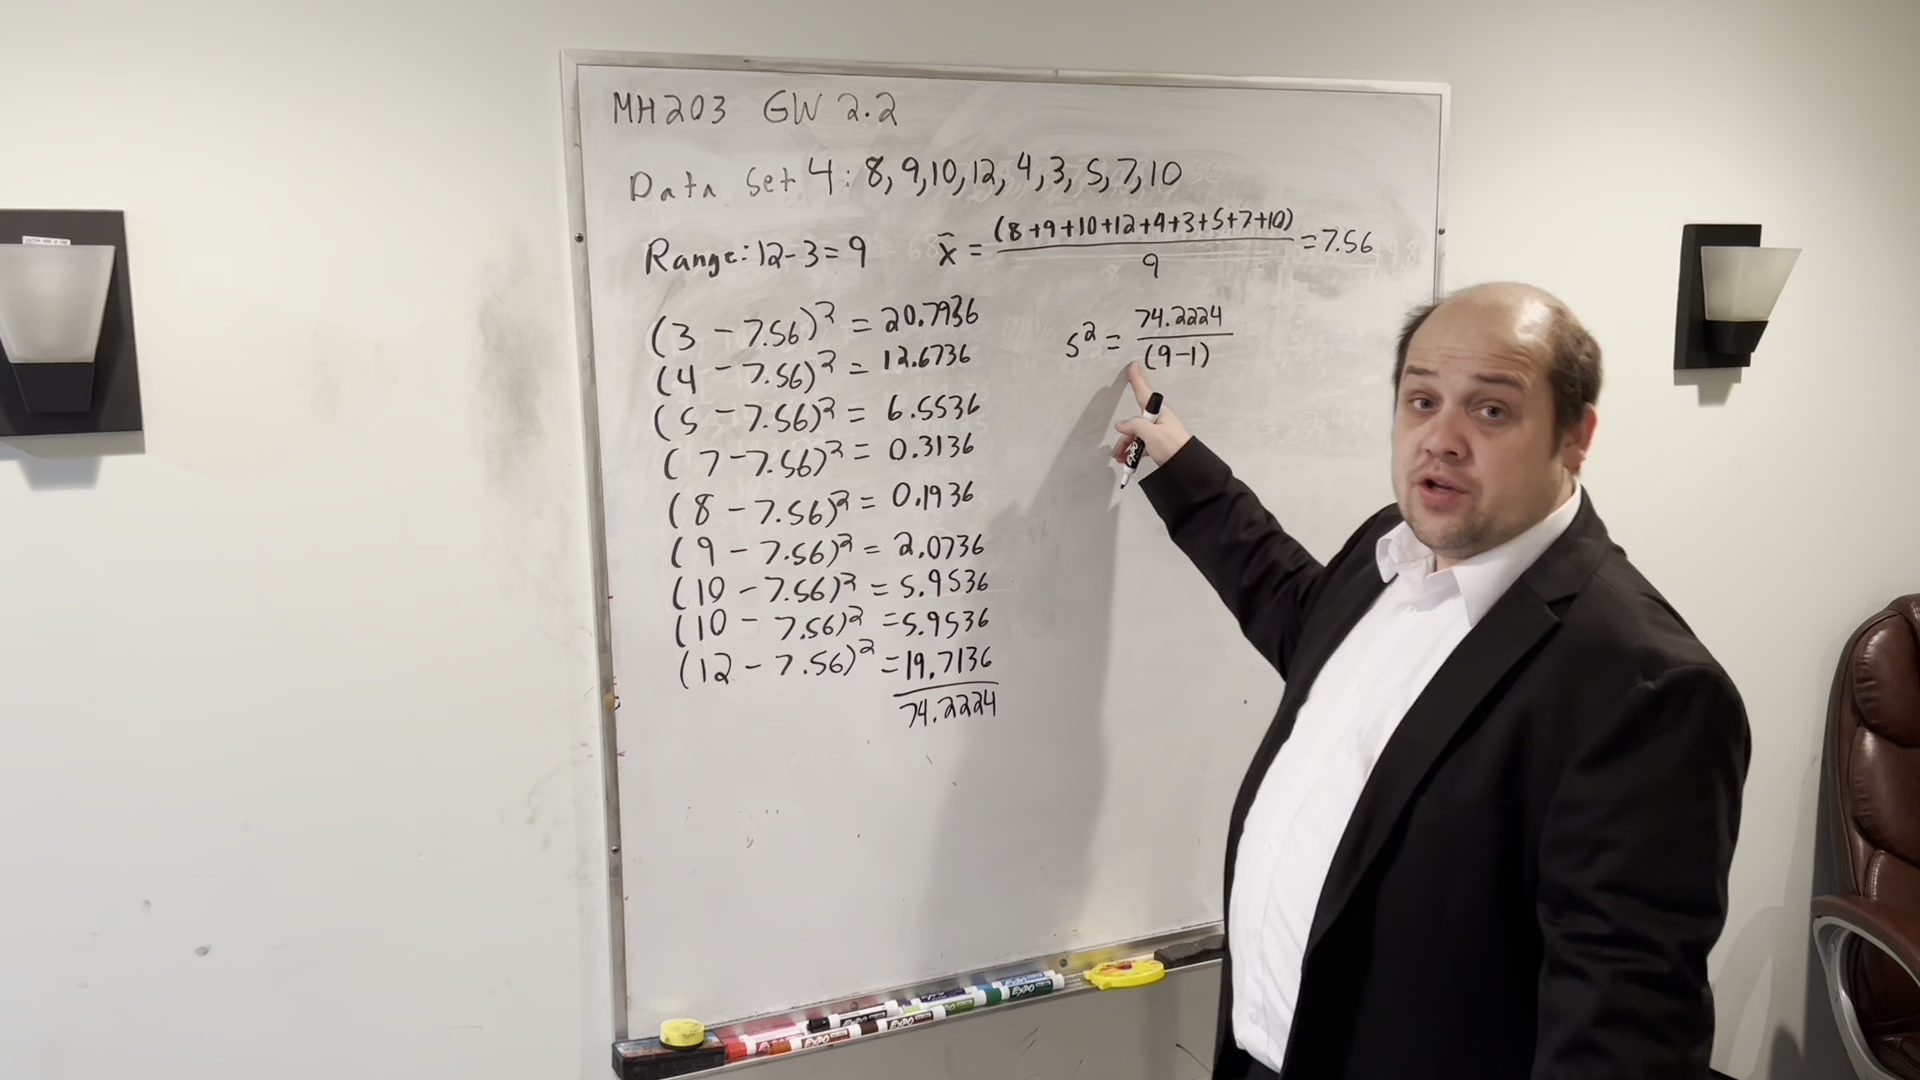 MH203 GW 2.2
Data Set 4: 8, 9, 10, 12, 4, 3, 5, 7, 10
Range: 12-3=9
x̄ = (8+9+10+12+4+3+5+7+10) / 9 = 7.56
(3 - 7.56)² = 20.7936
(4 - 7.56)² = 12.6736
(5 - 7.56)² = 6.5536
(7 - 7.56)² = 0.3136
(8 - 7.56)² = 0.1936
(9 - 7.56)² = 2.0736
(10 - 7.56)² = 5.9536
(10 - 7.56)² = 5.9536
(12 - 7.56)² = 19.7136
74.2224
s² = 74.2224 / (9-1)
EXPO
EXPO
EXPO
EXPO